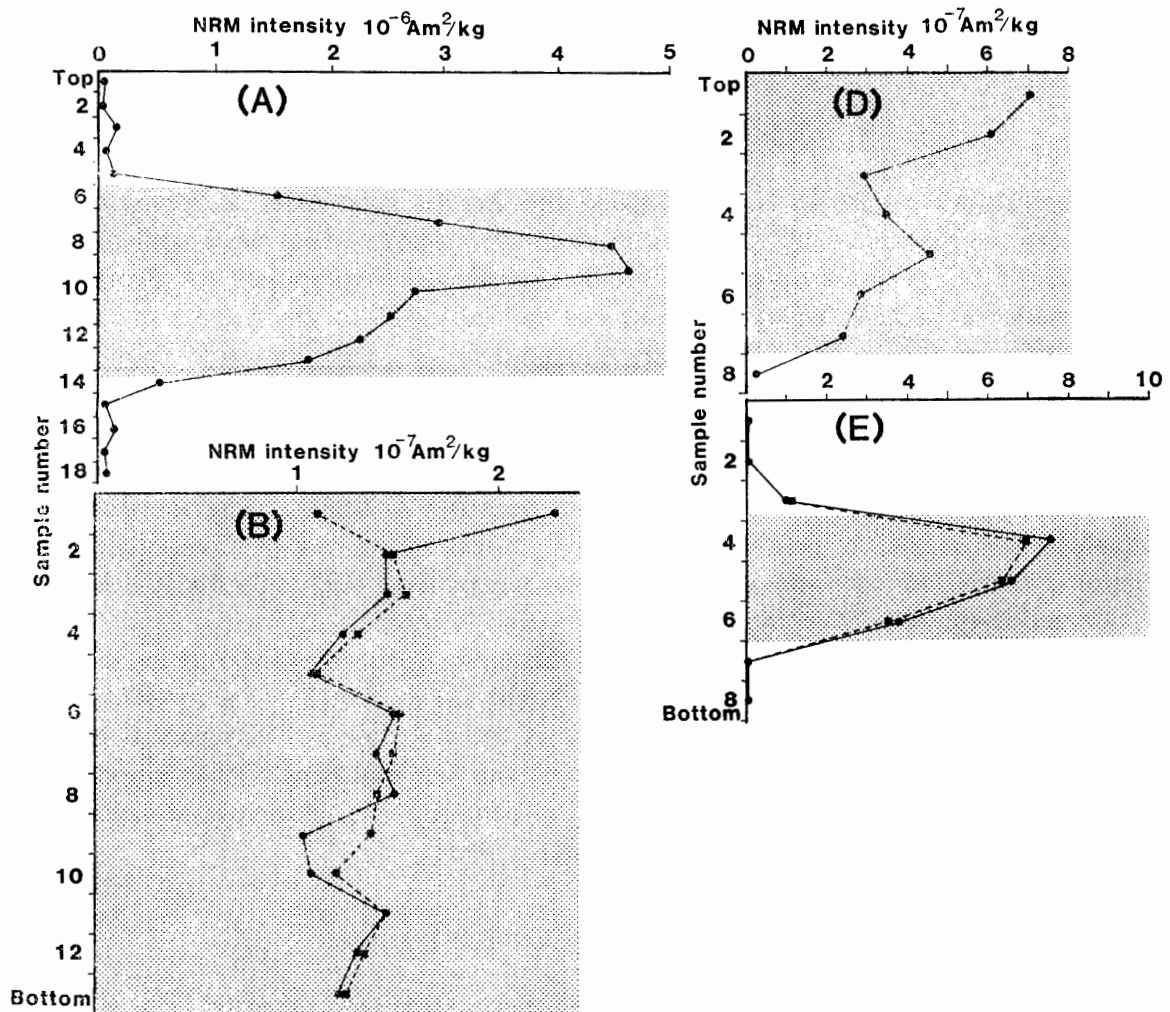 NRM intensity 10⁻⁶Am²/kg
0 1 2 3 4 5
Top
2
4
6
8
10
12
14
16
18
(A)
Sample number
NRM intensity 10⁻⁷Am²/kg
1 2
(B)
2
4
6
8
10
12
Bottom
NRM intensity 10⁻⁷Am²/kg
0 2 4 6 8
Top
(D)
2
4
6
8
Sample number
2 4 6 8 10
(E)
2
4
6
8
Bottom